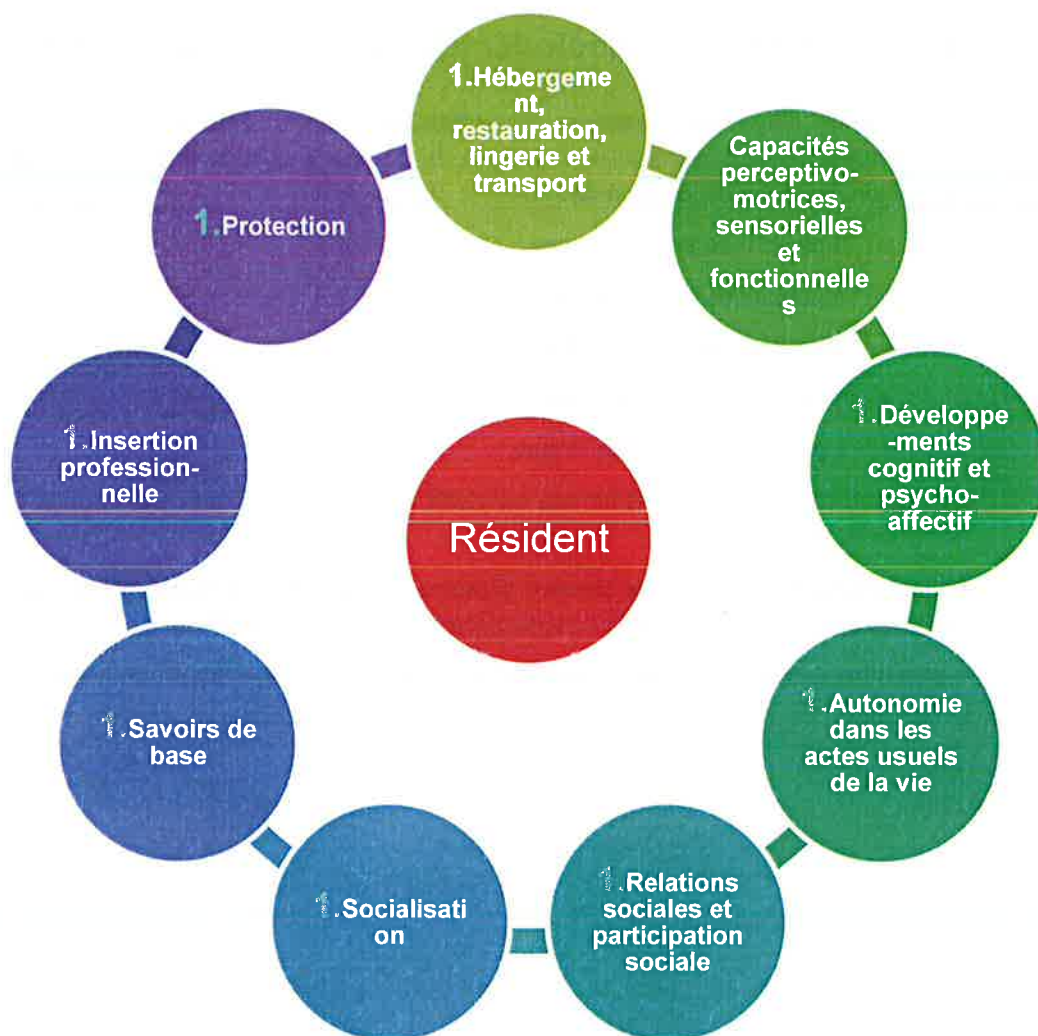 1.Hébergeme
nt,
restauration,
lingerie et
transport
Capacités
perceptivo-
motrices,
sensorielles
et
fonctionnelle
s
1.Développe
-ments
cognitif et
psycho-
affectif
1.Autonomie
dans les
actes usuels
de la vie
1.Relations
sociales et
participation
sociale
1.Socialisati
on
1.Savoirs de
base
1.Insertion
profession-
nelle
1.Protection
Résident